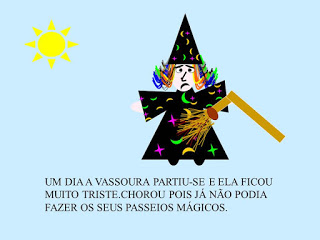 UM DIA A VASSOURA PARTIU-SE E ELA FICOU
MUITO TRISTE.CHOROU POIS JÁ NÃO PODIA
FAZER OS SEUS PASSEIOS MÁGICOS.